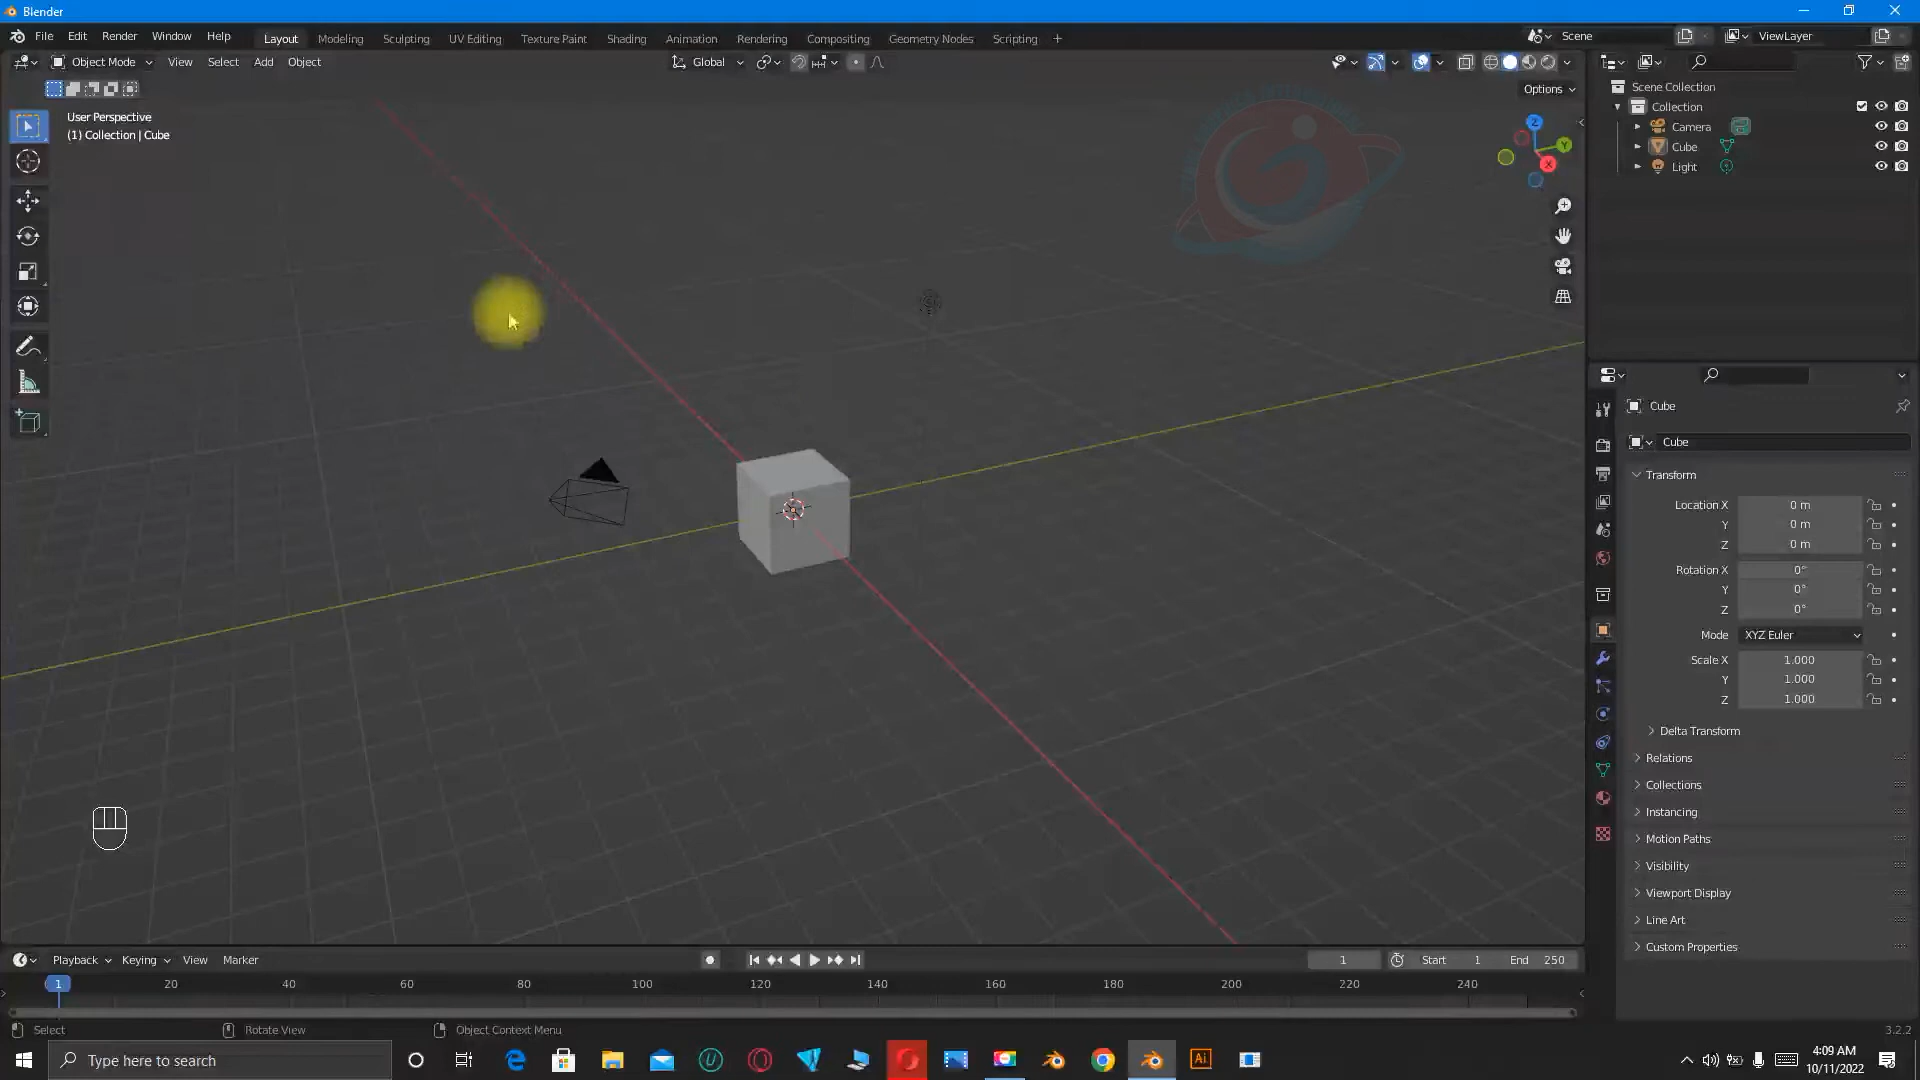 Blender
File Edit Render Window Help
Layout Modeling Sculpting UV Editing Texture Paint Shading Animation Rendering Compositing Geometry Nodes Scripting +
Scene
ViewLayer
Object Mode View Select Add Object
Global
Options
User Perspective
(1) Collection | Cube
Z
Y
X
Scene Collection
Collection
Camera
Cube
Light
Cube
Cube
Transform
Location X 0 m
Y 0 m
Z 0 m
Rotation X 0°
Y 0°
Z 0°
Mode XYZ Euler
Scale X 1.000
Y 1.000
Z 1.000
Delta Transform
Relations
Collections
Instancing
Motion Paths
Visibility
Viewport Display
Line Art
Custom Properties
Playback Keying View Marker
1 Start 1 End 250
1 20 40 60 80 100 120 140 160 180 200 220 240
Select Rotate View Object Context Menu
3.2.2
Type here to search
Ai
4:09 AM
10/11/2022